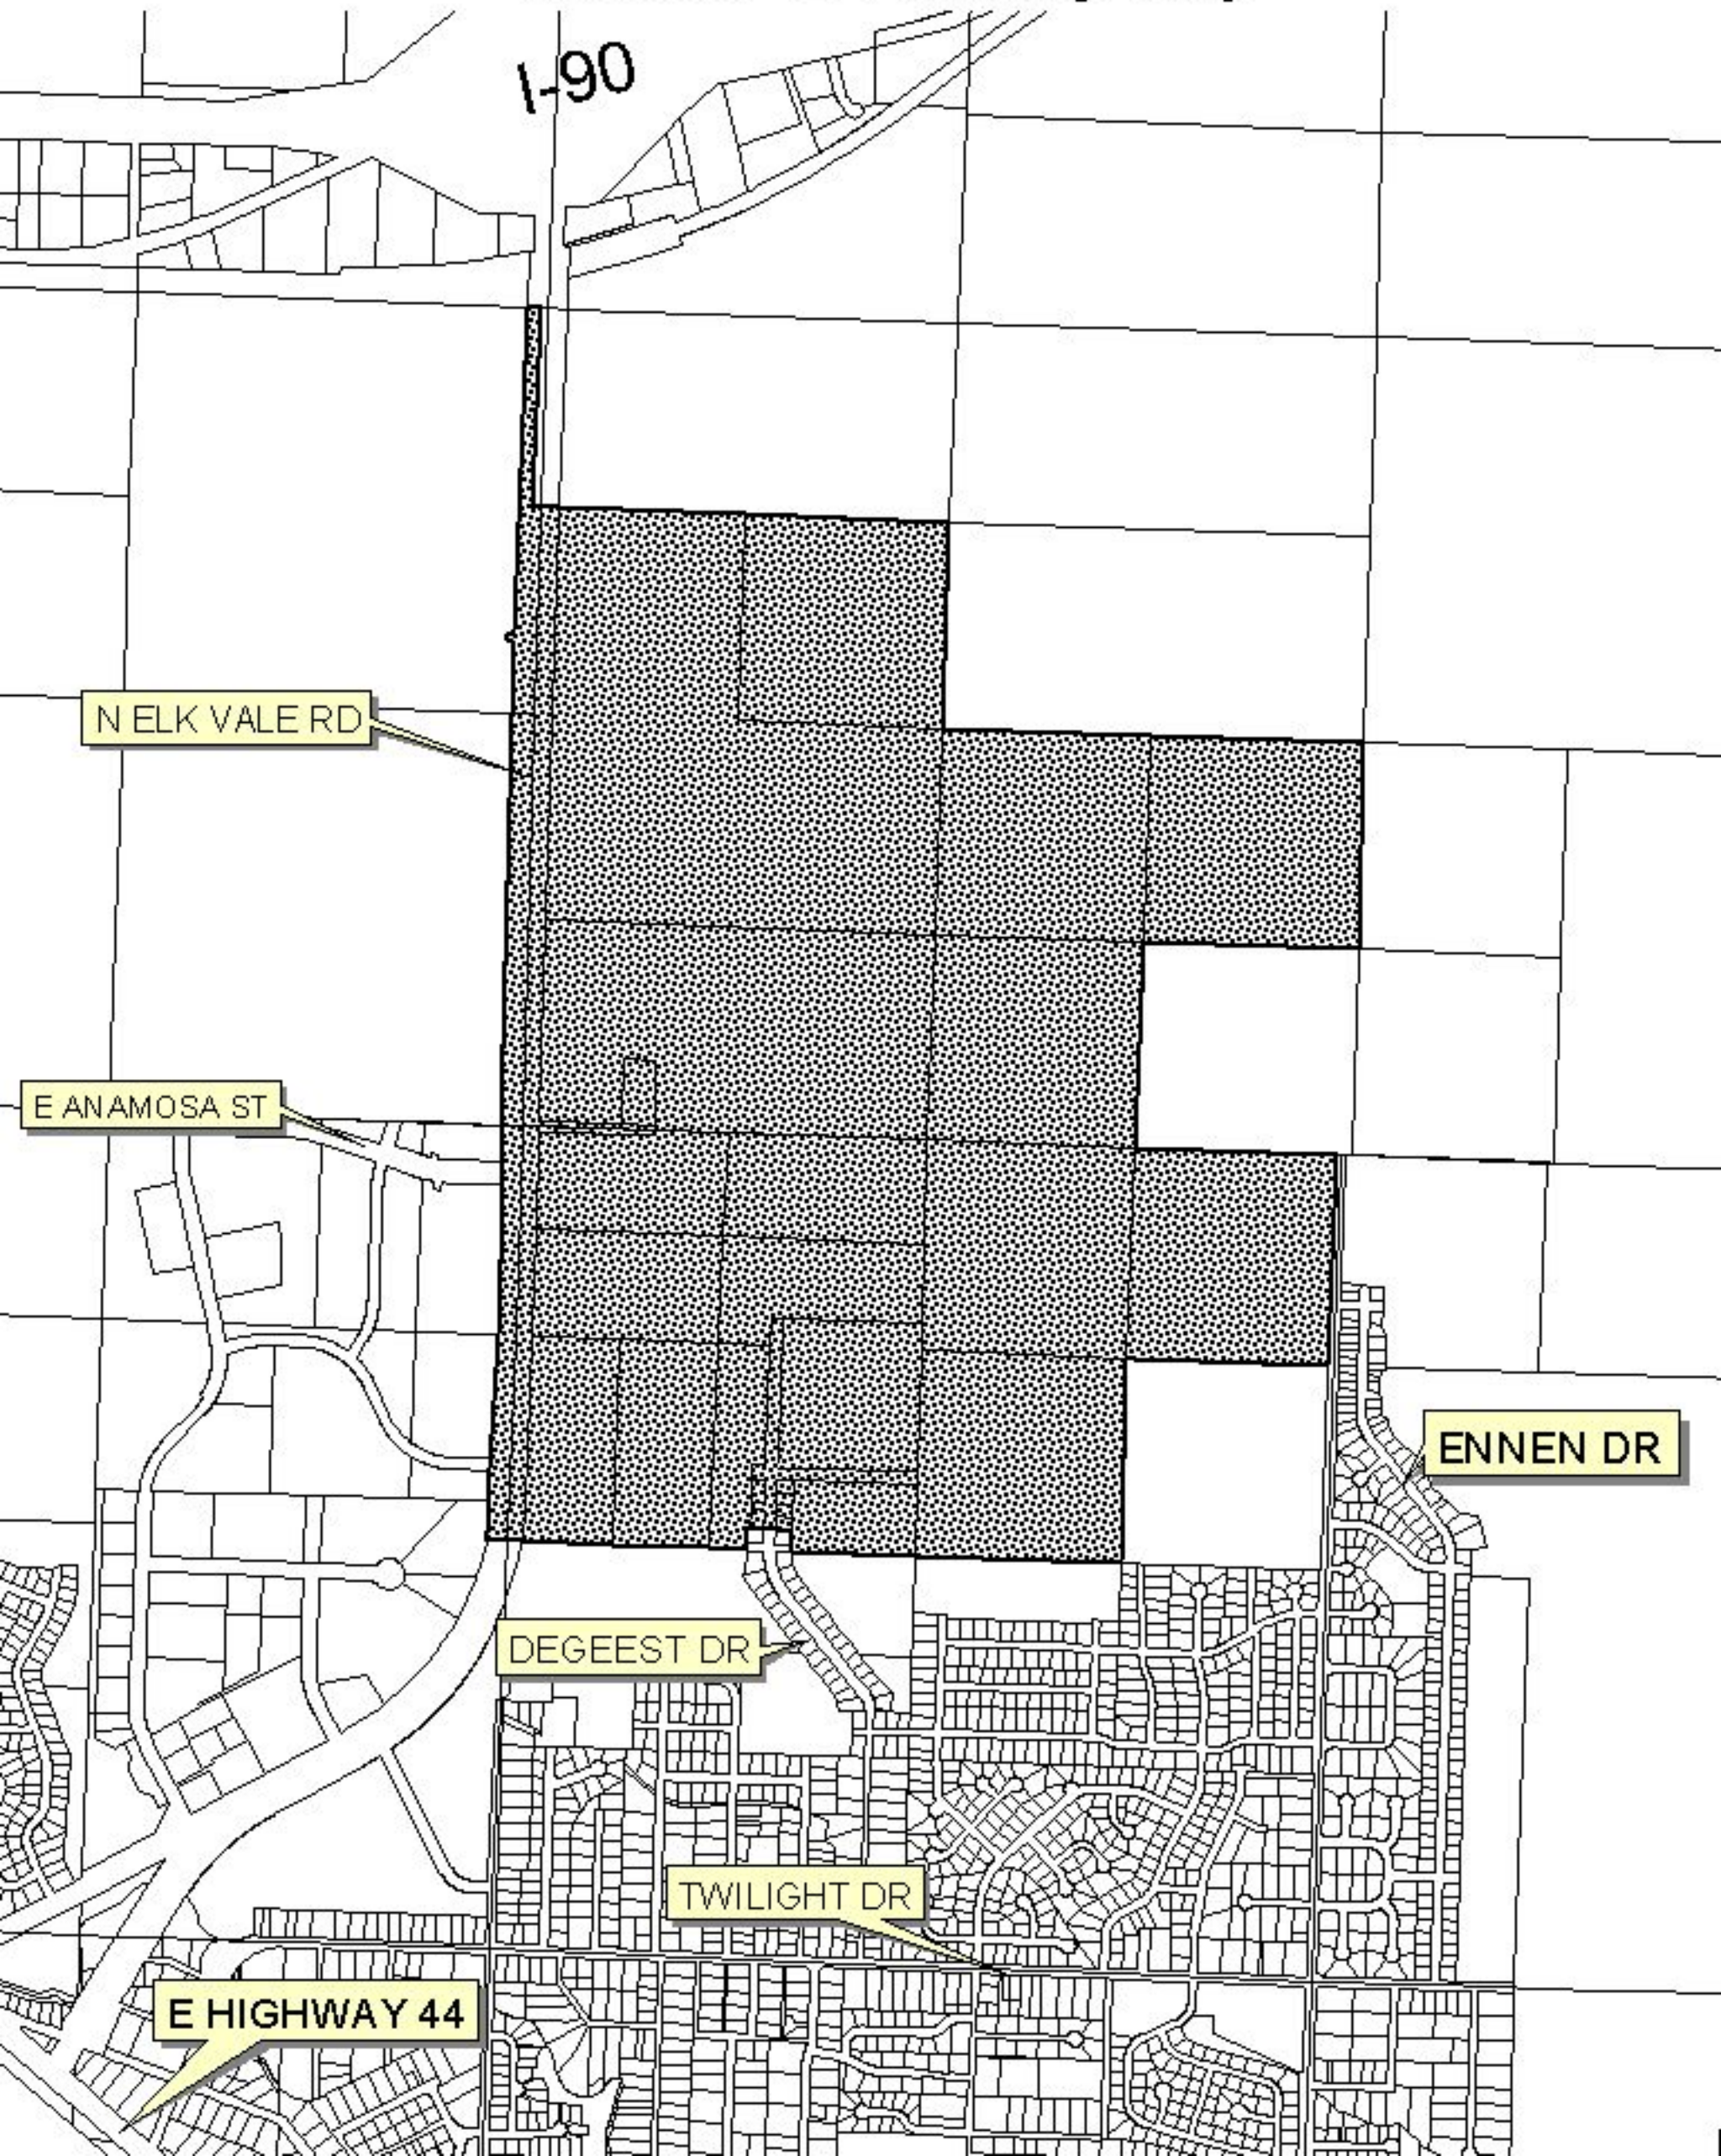 I-90
N ELK VALE RD
E ANAMOSA ST
ENNEN DR
DEGEEST DR
TWILIGHT DR
E HIGHWAY 44